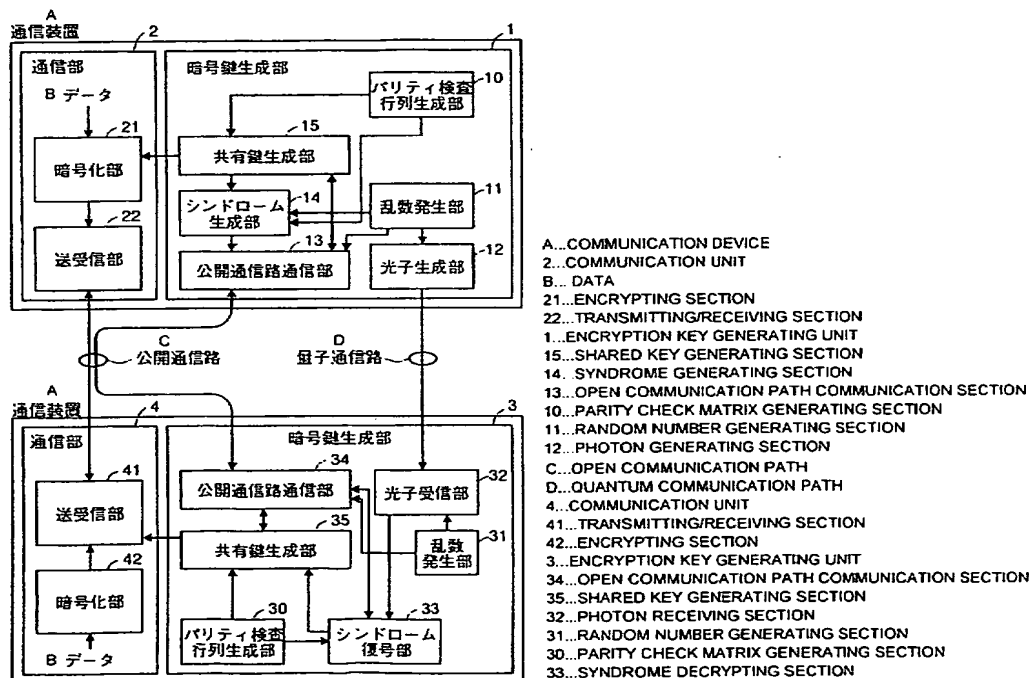 A
通信装置
2
1
通信部
暗号鍵生成部
B データ
パリティ検査
行列生成部
10
21
15
暗号化部
共有鍵生成部
14
11
シンドローム
生成部
乱数発生部
22
13
12
送受信部
公開通信路通信部
光子生成部
C
公開通信路
D
量子通信路
A
通信装置
4
3
通信部
暗号鍵生成部
41
34
32
送受信部
公開通信路通信部
光子受信部
35
31
共有鍵生成部
乱数
発生部
42
30
33
暗号化部
パリティ検査
行列生成部
シンドローム
復号部
B データ
A...COMMUNICATION DEVICE
2...COMMUNICATION UNIT
B... DATA
21...ENCRYPTING SECTION
22...TRANSMITTING/RECEIVING SECTION
1...ENCRYPTION KEY GENERATING UNIT
15...SHARED KEY GENERATING SECTION
14...SYNDROME GENERATING SECTION
13...OPEN COMMUNICATION PATH COMMUNICATION SECTION
10...PARITY CHECK MATRIX GENERATING SECTION
11...RANDOM NUMBER GENERATING SECTION
12...PHOTON GENERATING SECTION
C...OPEN COMMUNICATION PATH
D...QUANTUM COMMUNICATION PATH
4...COMMUNICATION UNIT
41...TRANSMITTING/RECEIVING SECTION
42...ENCRYPTING SECTION
3...ENCRYPTION KEY GENERATING UNIT
34...OPEN COMMUNICATION PATH COMMUNICATION SECTION
35...SHARED KEY GENERATING SECTION
32...PHOTON RECEIVING SECTION
31...RANDOM NUMBER GENERATING SECTION
30...PARITY CHECK MATRIX GENERATING SECTION
33...SYNDROME DECRYPTING SECTION